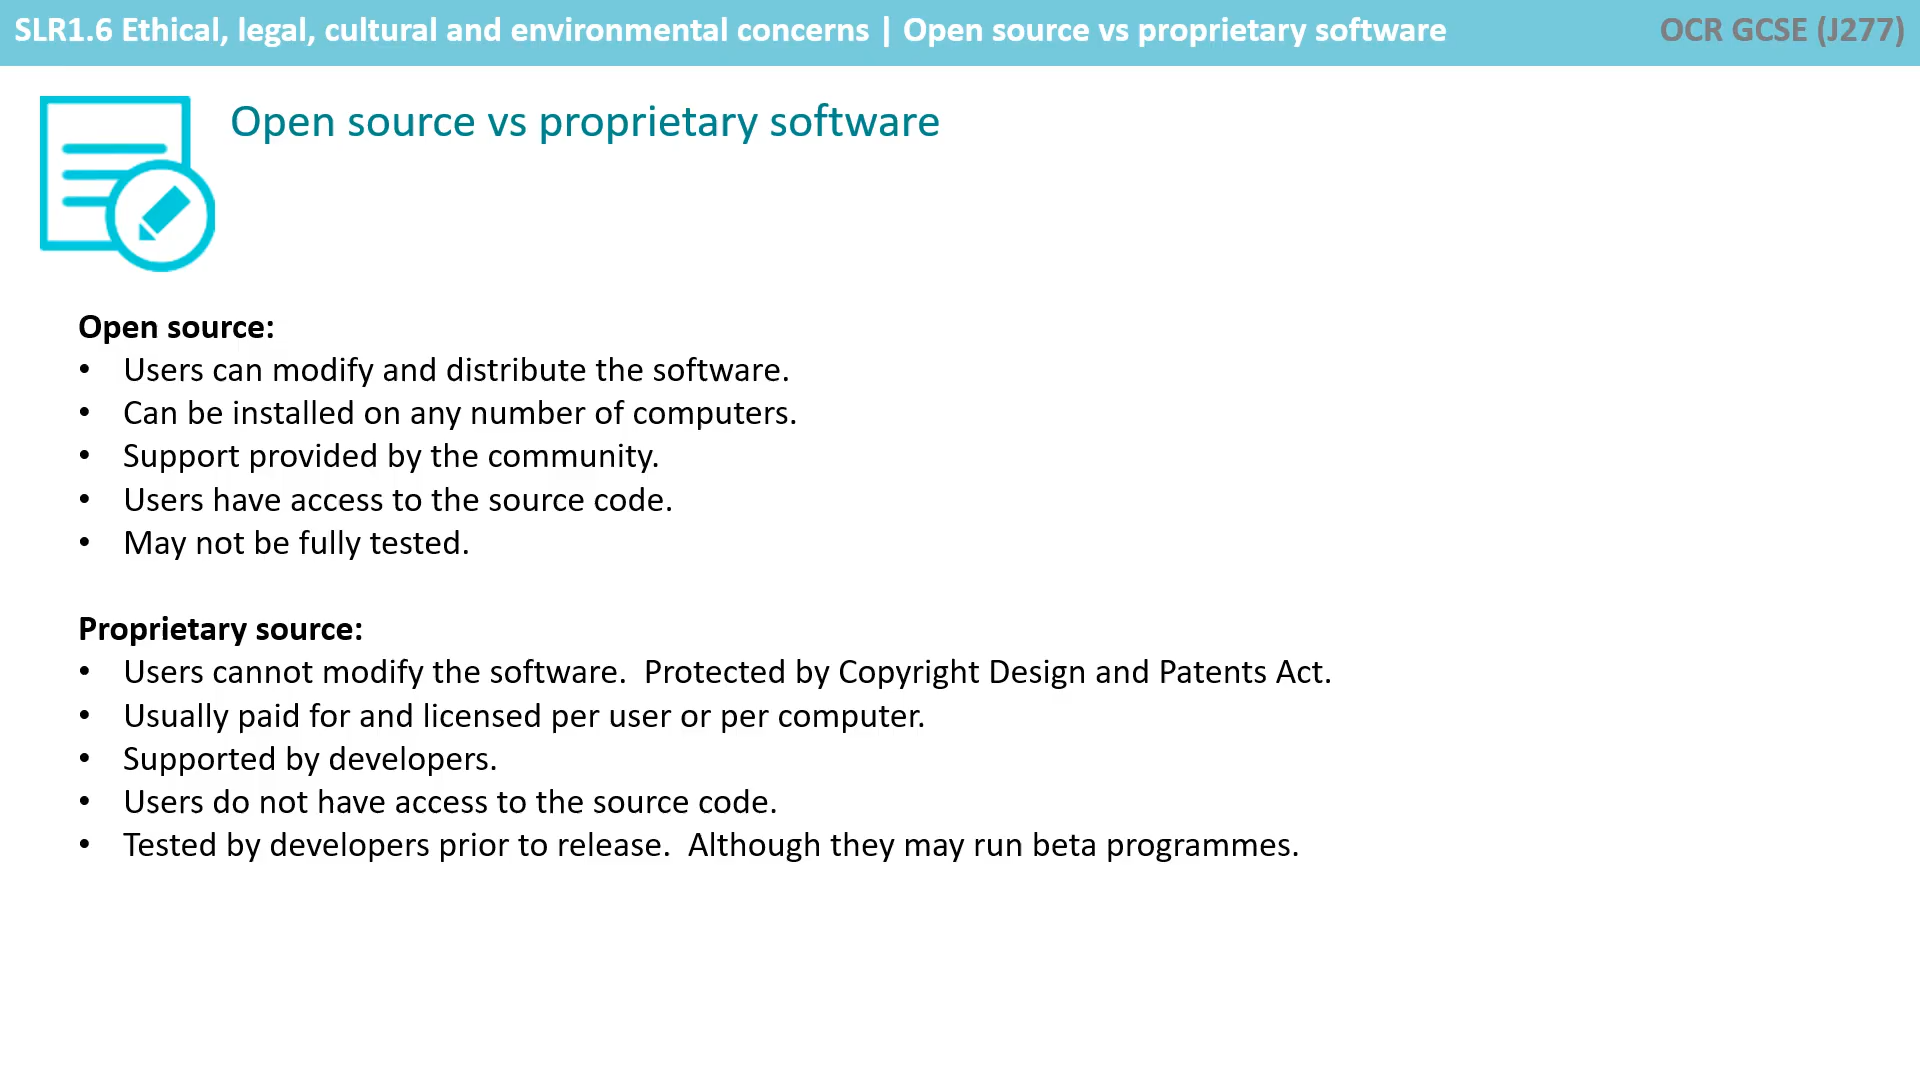 SLR1.6 Ethical, legal, cultural and environmental concerns | Open source vs proprietary software OCR GCSE (J277)
Open source vs proprietary software
Open source:
• Users can modify and distribute the software.
• Can be installed on any number of computers.
• Support provided by the community.
• Users have access to the source code.
• May not be fully tested.
Proprietary source:
• Users cannot modify the software.  Protected by Copyright Design and Patents Act.
• Usually paid for and licensed per user or per computer.
• Supported by developers.
• Users do not have access to the source code.
• Tested by developers prior to release.  Although they may run beta programmes.